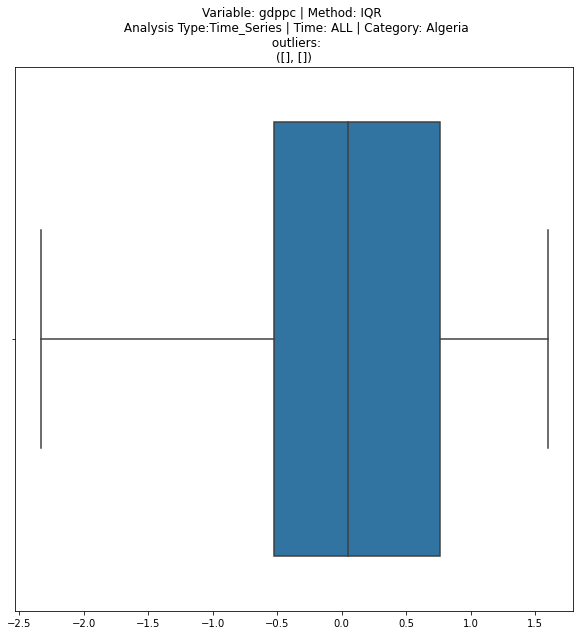 Variable: gdppc | Method: IQR
Analysis Type:Time_Series | Time: ALL | Category: Algeria
outliers:
([], [])
−2.5 −2.0 −1.5 −1.0 −0.5 0.0 0.5 1.0 1.5